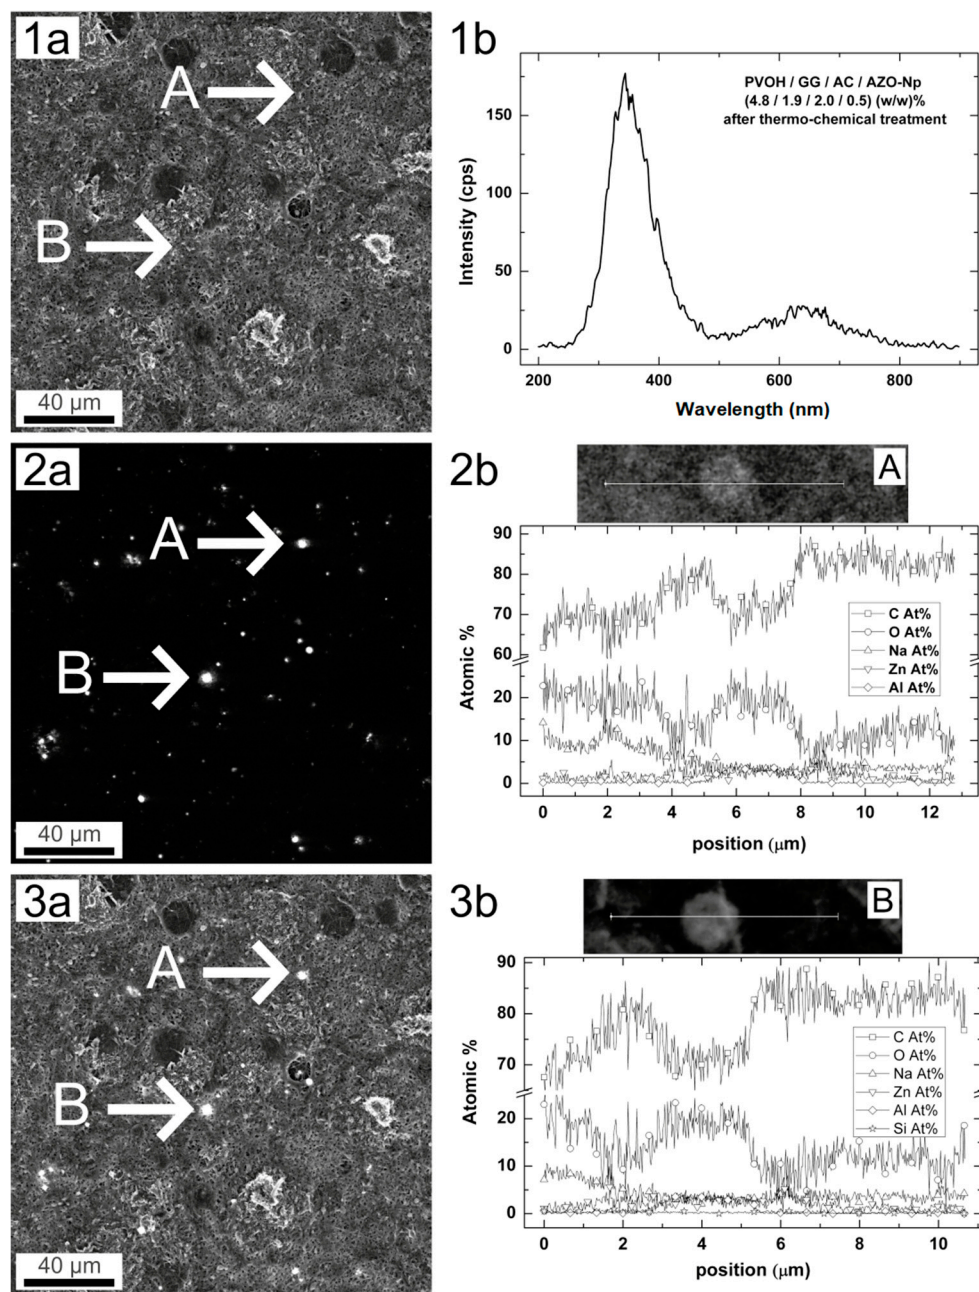 1a
A
B
40 µm
1b
PVOH / GG / AC / AZO-Np
(4.8 / 1.9 / 2.0 / 0.5) (w/w)%
after thermo-chemical treatment
Intensity (cps)
150
100
50
0
200 400 600 800
Wavelength (nm)
2a
A
B
40 µm
2b
A
Atomic %
90
80
70
60
20
10
0
C At%
O At%
Na At%
Zn At%
Al At%
0 2 4 6 8 10 12
position (µm)
3a
A
B
40 µm
3b
B
Atomic %
90
80
70
20
10
0
C At%
O At%
Na At%
Zn At%
Al At%
Si At%
0 2 4 6 8 10
position (µm)